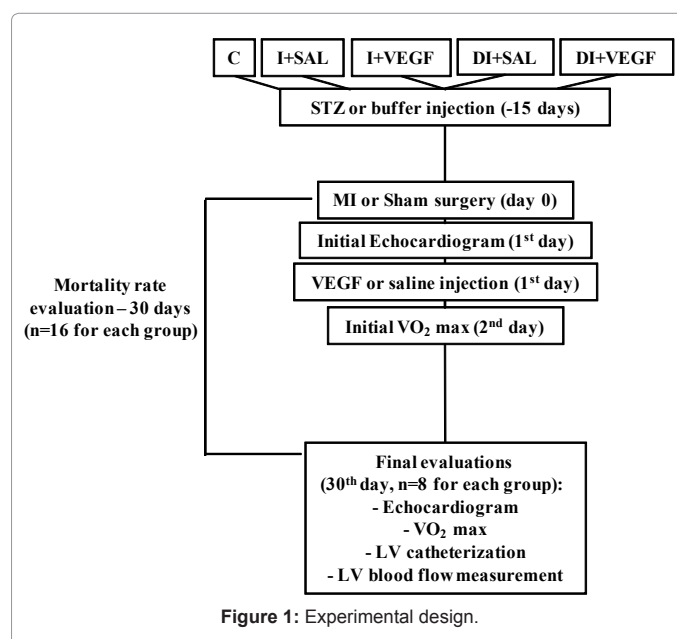 C I+SAL I+VEGF DI+SAL DI+VEGF
STZ or buffer injection (-15 days)
MI or Sham surgery (day 0)
Initial Echocardiogram (1st day)
VEGF or saline injection (1st day)
Initial VO2 max (2nd day)
Mortality rate
evaluation – 30 days
(n=16 for each group)
Final evaluations
(30th day, n=8 for each group):
- Echocardiogram
- VO2 max
- LV catheterization
- LV blood flow measurement
Figure 1: Experimental design.